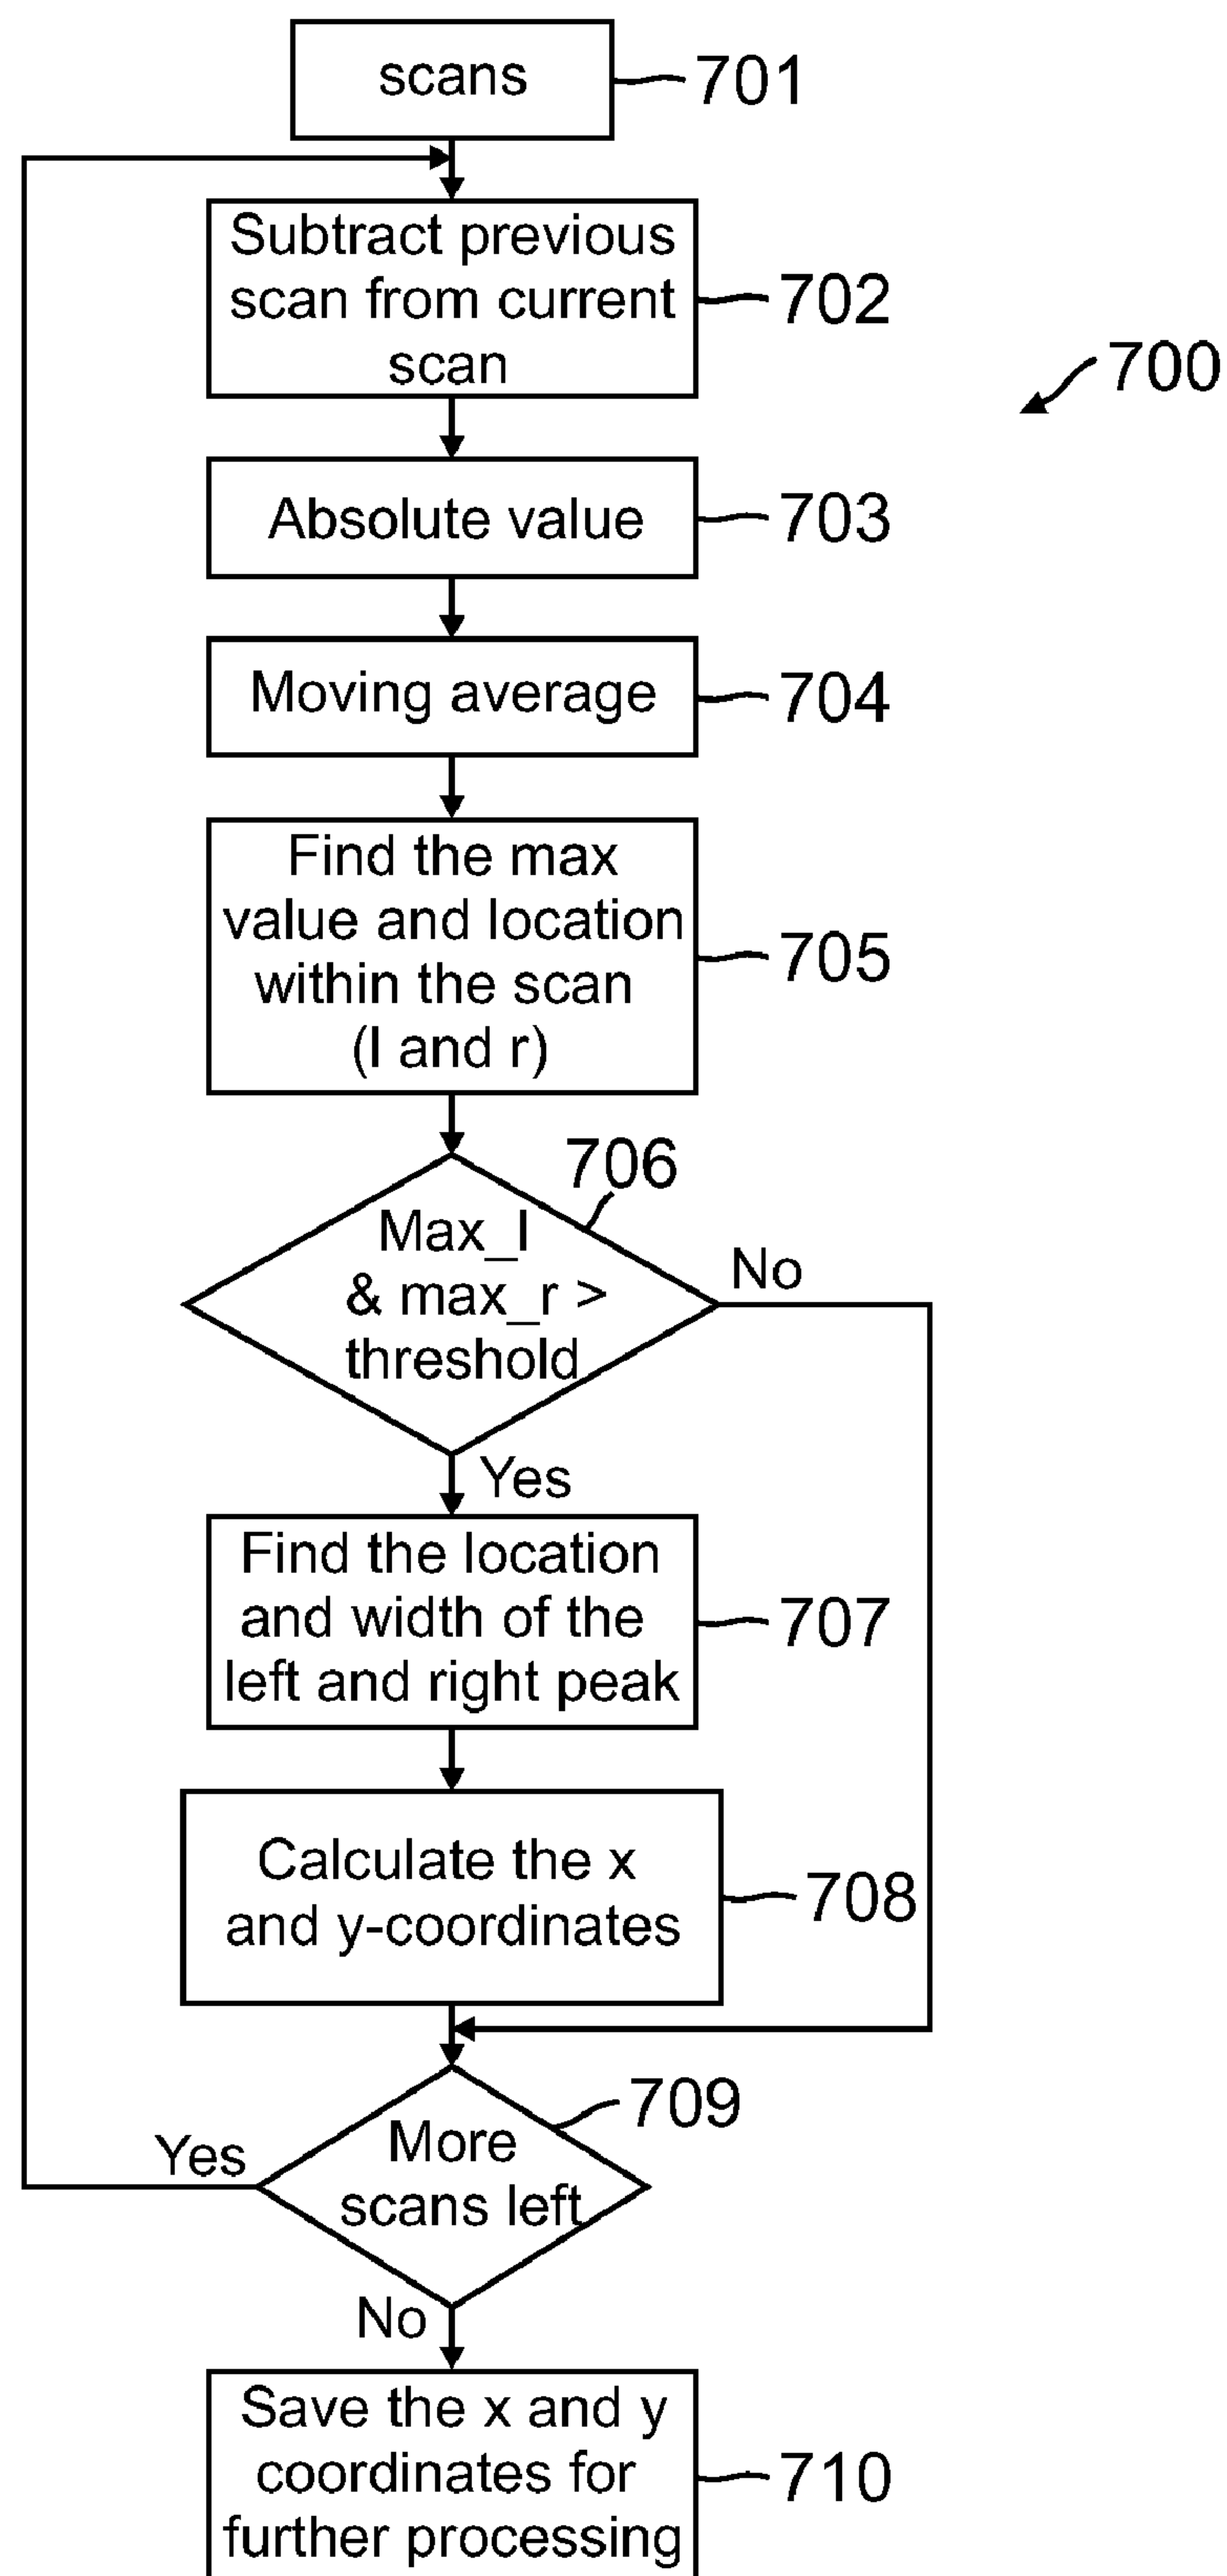 scans
701
Subtract previous
scan from current
scan
702
700
Absolute value
703
Moving average
704
Find the max
value and location
within the scan
(l and r)
705
706
Max_l
& max_r >
threshold
No
Yes
Find the location
and width of the
left and right peak
707
Calculate the x
and y-coordinates
708
709
More
scans left
Yes
No
Save the x and y
coordinates for
further processing
710